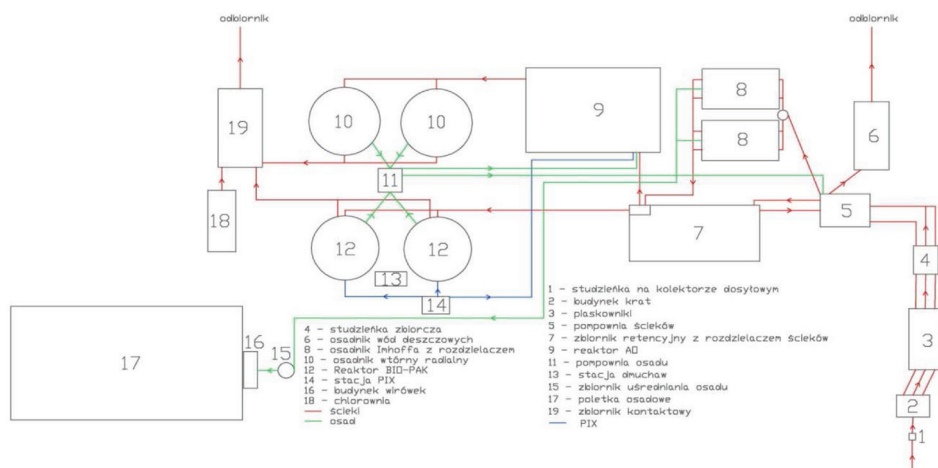 odbiornik
odbiornik
10
10
9
8
8
19
6
11
18
12
12
7
5
4
13
14
17
16
15
3
2
1
1 - studzieńka na kolektorze dosyłowym
2 - budynek krat
3 - piaskowniki
4 - studzieńka zbiorcza
5 - pompownia ścieków
6 - osadnik wód deszczowych
7 - zbiornik retencyjny z rozdzielaczem ścieków
8 - osadnik Imhoffa z rozdzielaczem
9 - reaktor AO
10 - osadnik wtórny radialny
11 - pompownia osadu
12 - Reaktor BIO-PAK
13 - stacja dmuchaw
14 - stacja PIX
15 - zbiornik uśredniania osadu
16 - budynek wirówek
17 - poletka osadowe
18 - chlorownia
19 - zbiornik kontaktowy
ścieki
osad
PIX